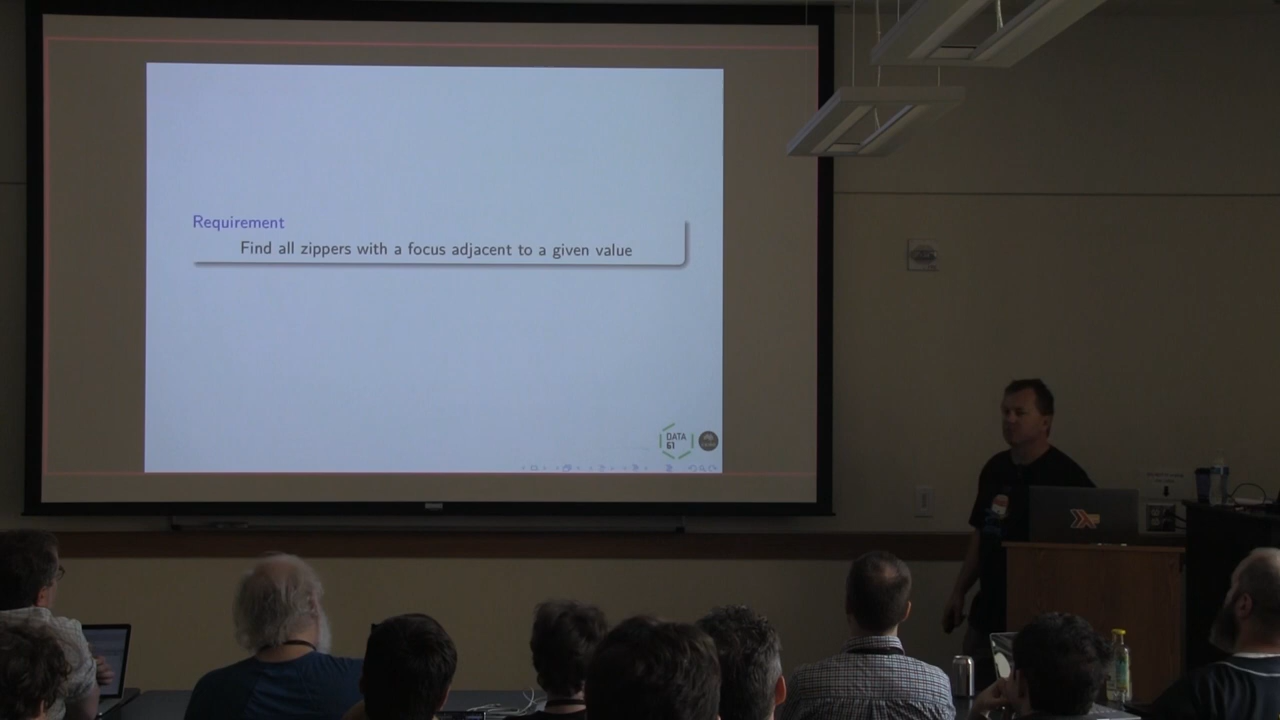 Requirement
Find all zippers with a focus adjacent to a given value
DATA
61